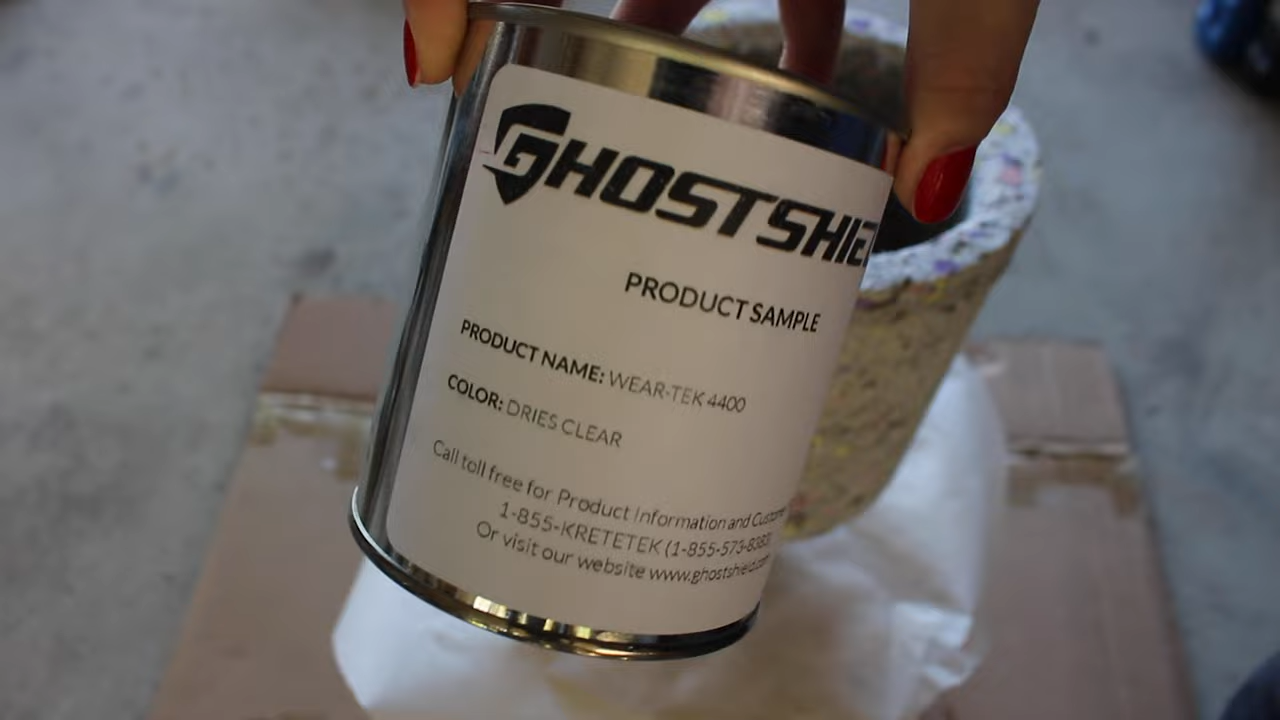 GHOSTSHIE
PRODUCT SAMPLE
PRODUCT NAME: WEAR-TEK 4400
COLOR: DRIES CLEAR
Call toll free for Product Information and Custome
1-855-KRETETEK (1-855-573-8383)
Or visit our website www.ghostshield.com